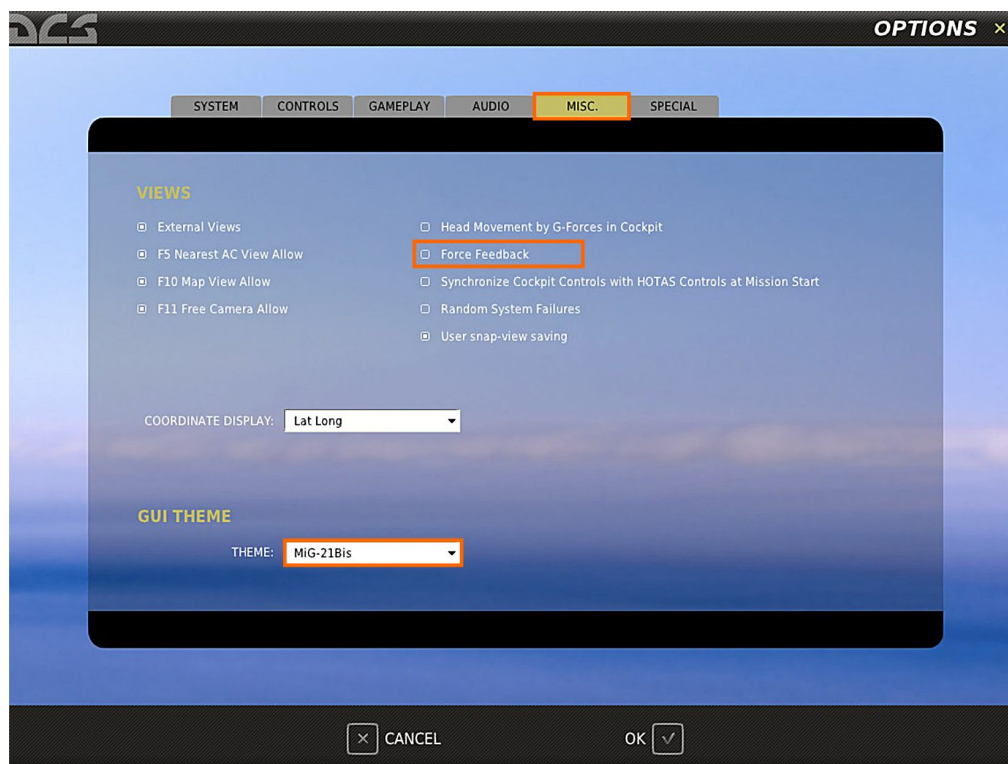 DCS
OPTIONS
SYSTEM CONTROLS GAMEPLAY AUDIO MISC. SPECIAL
VIEWS
External Views
F5 Nearest AC View Allow
F10 Map View Allow
F11 Free Camera Allow
Head Movement by G-Forces in Cockpit
Force Feedback
Synchronize Cockpit Controls with HOTAS Controls at Mission Start
Random System Failures
User snap-view saving
COORDINATE DISPLAY: Lat Long
GUI THEME
THEME: MiG-21Bis
CANCEL
OK